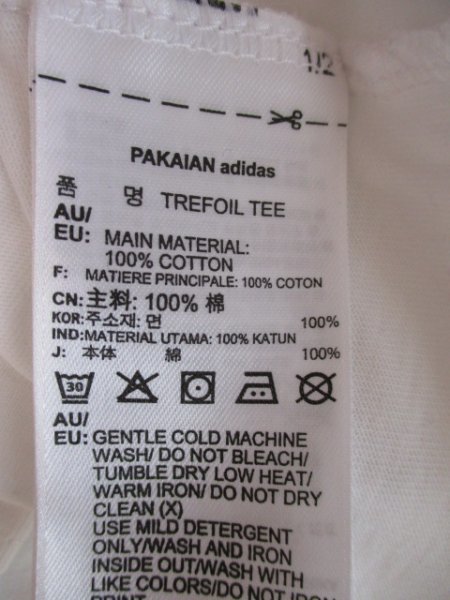 1/2
PAKAIAN adidas
품 명 TREFOIL TEE
AU/
EU: MAIN MATERIAL:
100% COTTON
F: MATIERE PRINCIPALE: 100% COTON
CN: 主料: 100% 棉
KOR: 주소재: 면 100%
IND: MATERIAL UTAMA: 100% KATUN
J: 本体 綿 100%
30
AU/
EU: GENTLE COLD MACHINE
WASH/ DO NOT BLEACH/
TUMBLE DRY LOW HEAT/
WARM IRON/ DO NOT DRY
CLEAN (X)
USE MILD DETERGENT
ONLY/WASH AND IRON
INSIDE OUT/WASH WITH
LIKE COLORS/DO NOT IRON
PRINT